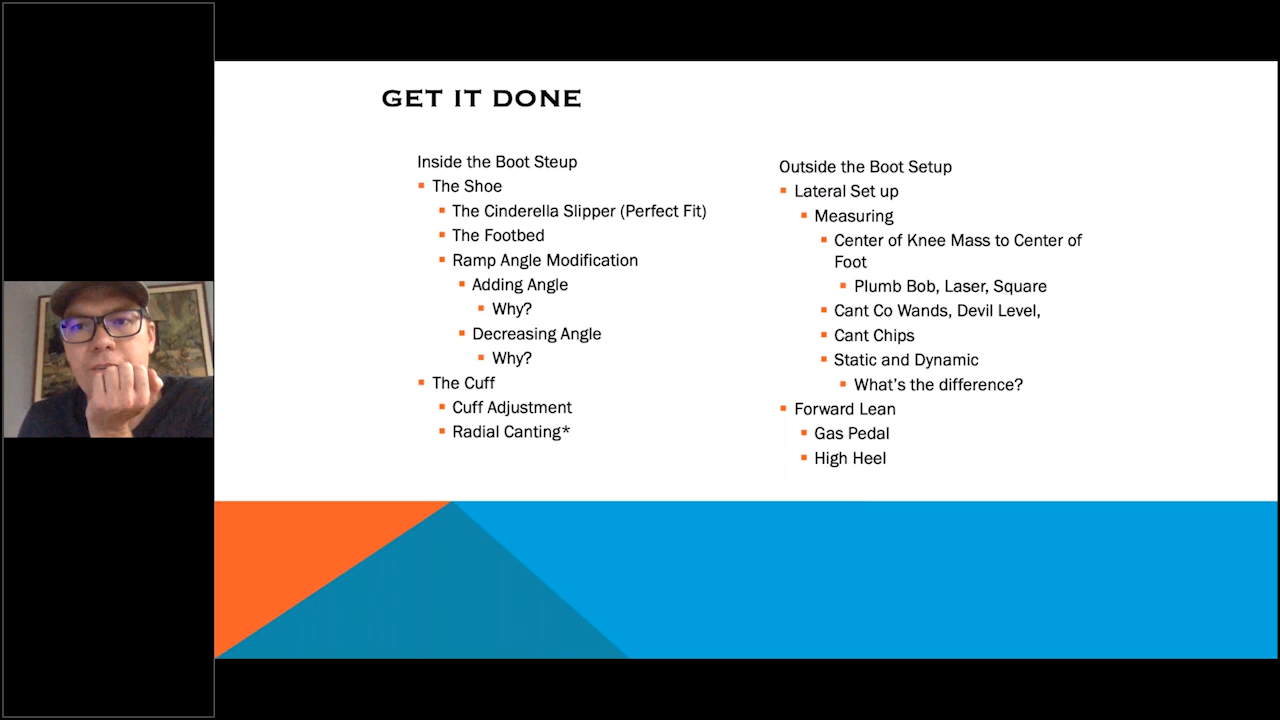 GET IT DONE
Inside the Boot Steup
The Shoe
The Cinderella Slipper (Perfect Fit)
The Footbed
Ramp Angle Modification
Adding Angle
Why?
Decreasing Angle
Why?
The Cuff
Cuff Adjustment
Radial Canting*
Outside the Boot Setup
Lateral Set up
Measuring
Center of Knee Mass to Center of
Foot
Plumb Bob, Laser, Square
Cant Co Wands, Devil Level,
Cant Chips
Static and Dynamic
What's the difference?
Forward Lean
Gas Pedal
High Heel